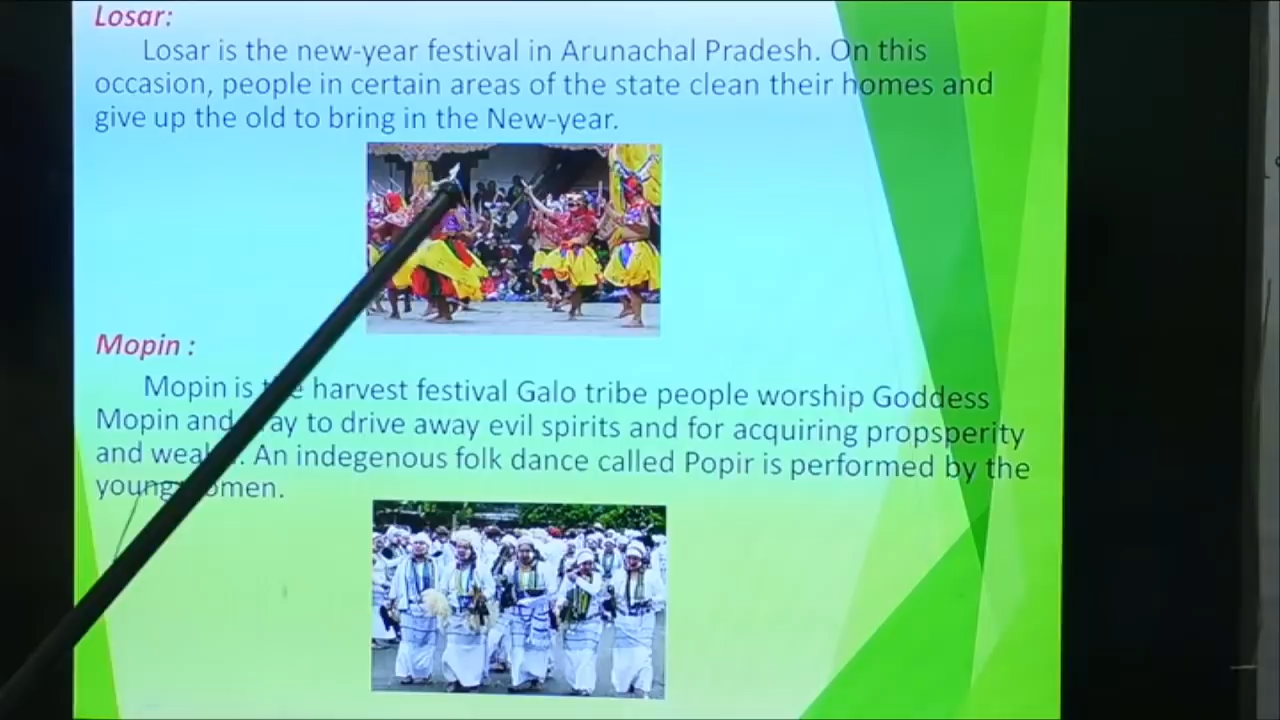 Losar:
Losar is the new-year festival in Arunachal Pradesh. On this
occasion, people in certain areas of the state clean their homes and
give up the old to bring in the New-year.
Mopin :
Mopin is the harvest festival Galo tribe people worship Goddess
Mopin and to drive away evil spirits and for acquiring propsperity
and . An indegenous folk dance called Popir is performed by the
young women.